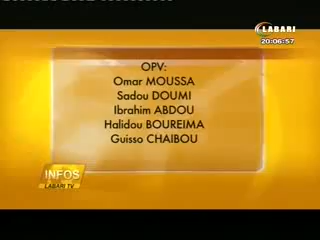 LABARI
20:06:57
OPV:
Omar MOUSSA
Sadou DOUMI
Ibrahim ABDOU
Halidou BOUREIMA
Guisso CHAIBOU
INFOS
LABARI TV